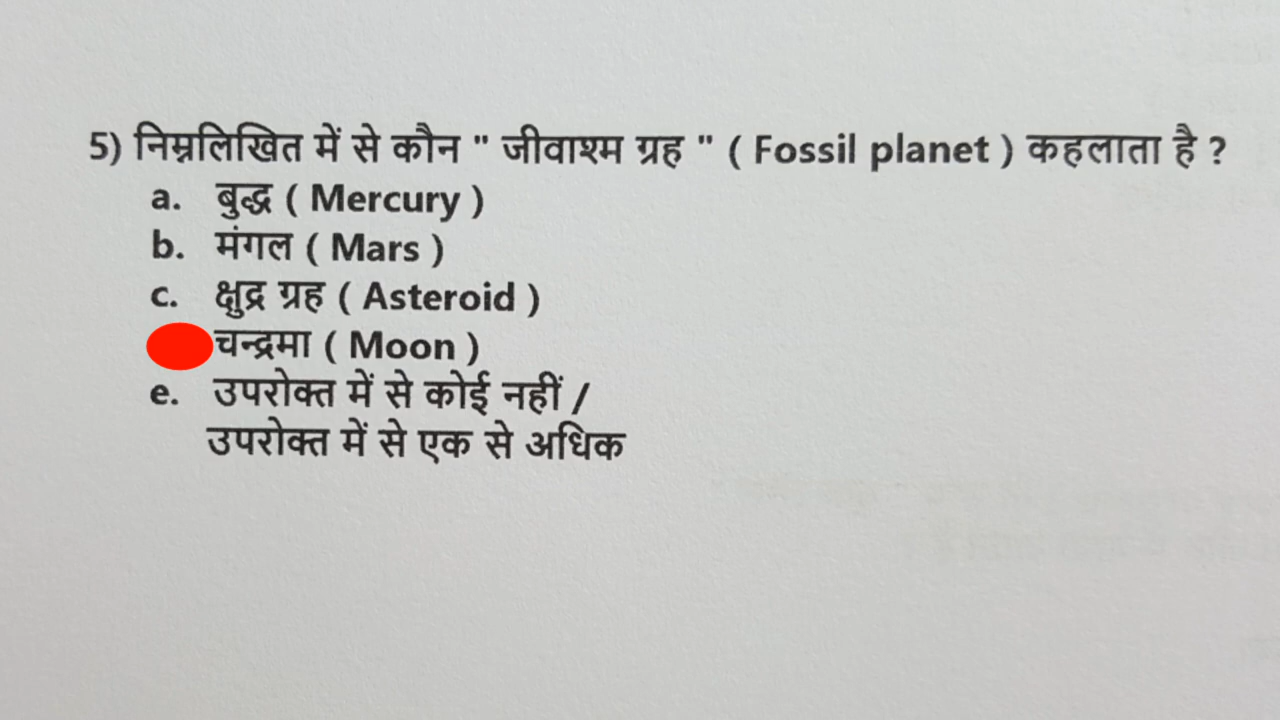 5) निम्नलिखित में से कौन " जीवाश्म ग्रह " ( Fossil planet ) कहलाता है ?
a. बुद्ध ( Mercury )
b. मंगल ( Mars )
c. क्षुद्र ग्रह ( Asteroid )
चन्द्रमा ( Moon )
e. उपरोक्त में से कोई नहीं /
उपरोक्त में से एक से अधिक